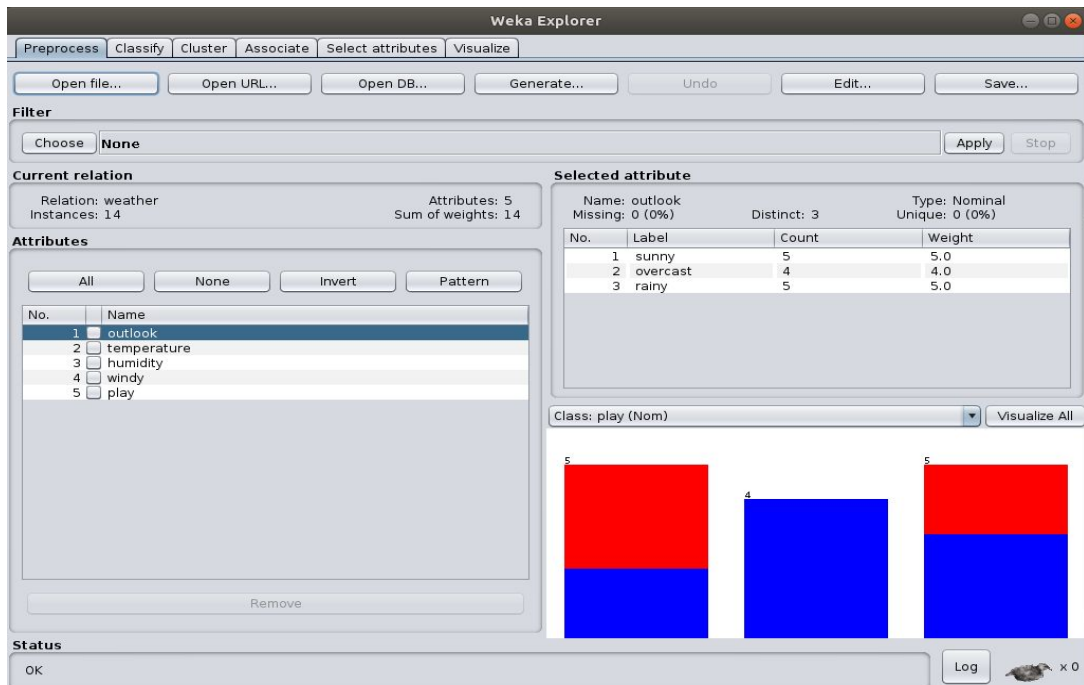 Weka Explorer
Preprocess Classify Cluster Associate Select attributes Visualize
Open file... Open URL... Open DB... Generate... Undo Edit... Save...
Filter
Choose None Apply Stop
Current relation
Relation: weather Attributes: 5
Instances: 14 Sum of weights: 14
Attributes
All None Invert Pattern
No. Name
1 outlook
2 temperature
3 humidity
4 windy
5 play
Remove
Selected attribute
Name: outlook Type: Nominal
Missing: 0 (0%) Distinct: 3 Unique: 0 (0%)
No. Label Count Weight
1 sunny 5 5.0
2 overcast 4 4.0
3 rainy 5 5.0
Class: play (Nom) Visualize All
5 5
4
Status
OK Log x 0